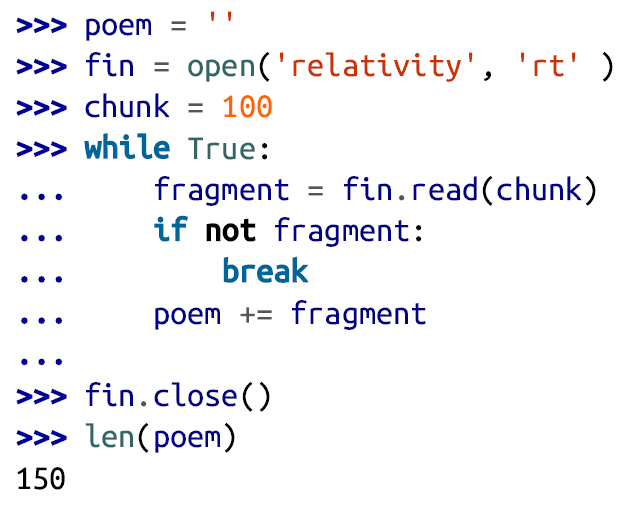 >>> poem = ''
>>> fin = open('relativity', 'rt' )
>>> chunk = 100
>>> while True:
...     fragment = fin.read(chunk)
...     if not fragment:
...         break
...     poem += fragment
...
>>> fin.close()
>>> len(poem)
150